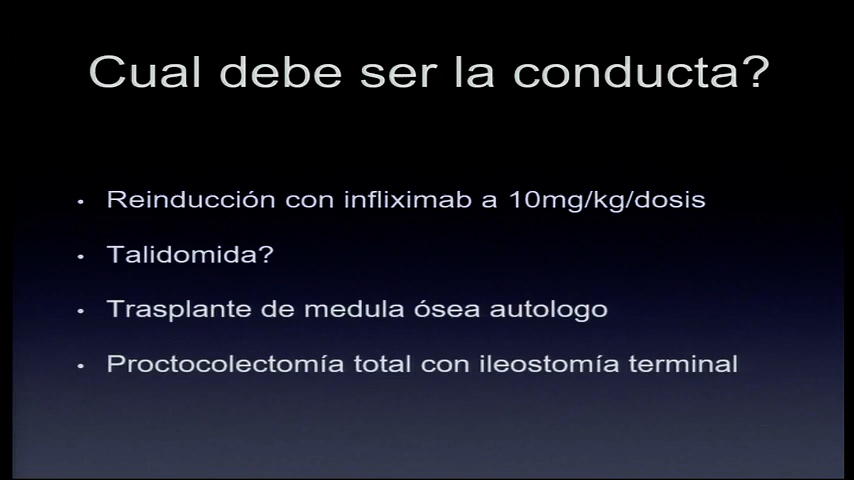 Cual debe ser la conducta?
• Reinducción con infliximab a 10mg/kg/dosis
• Talidomida?
• Trasplante de medula ósea autologo
• Proctocolectomía total con ileostomía terminal